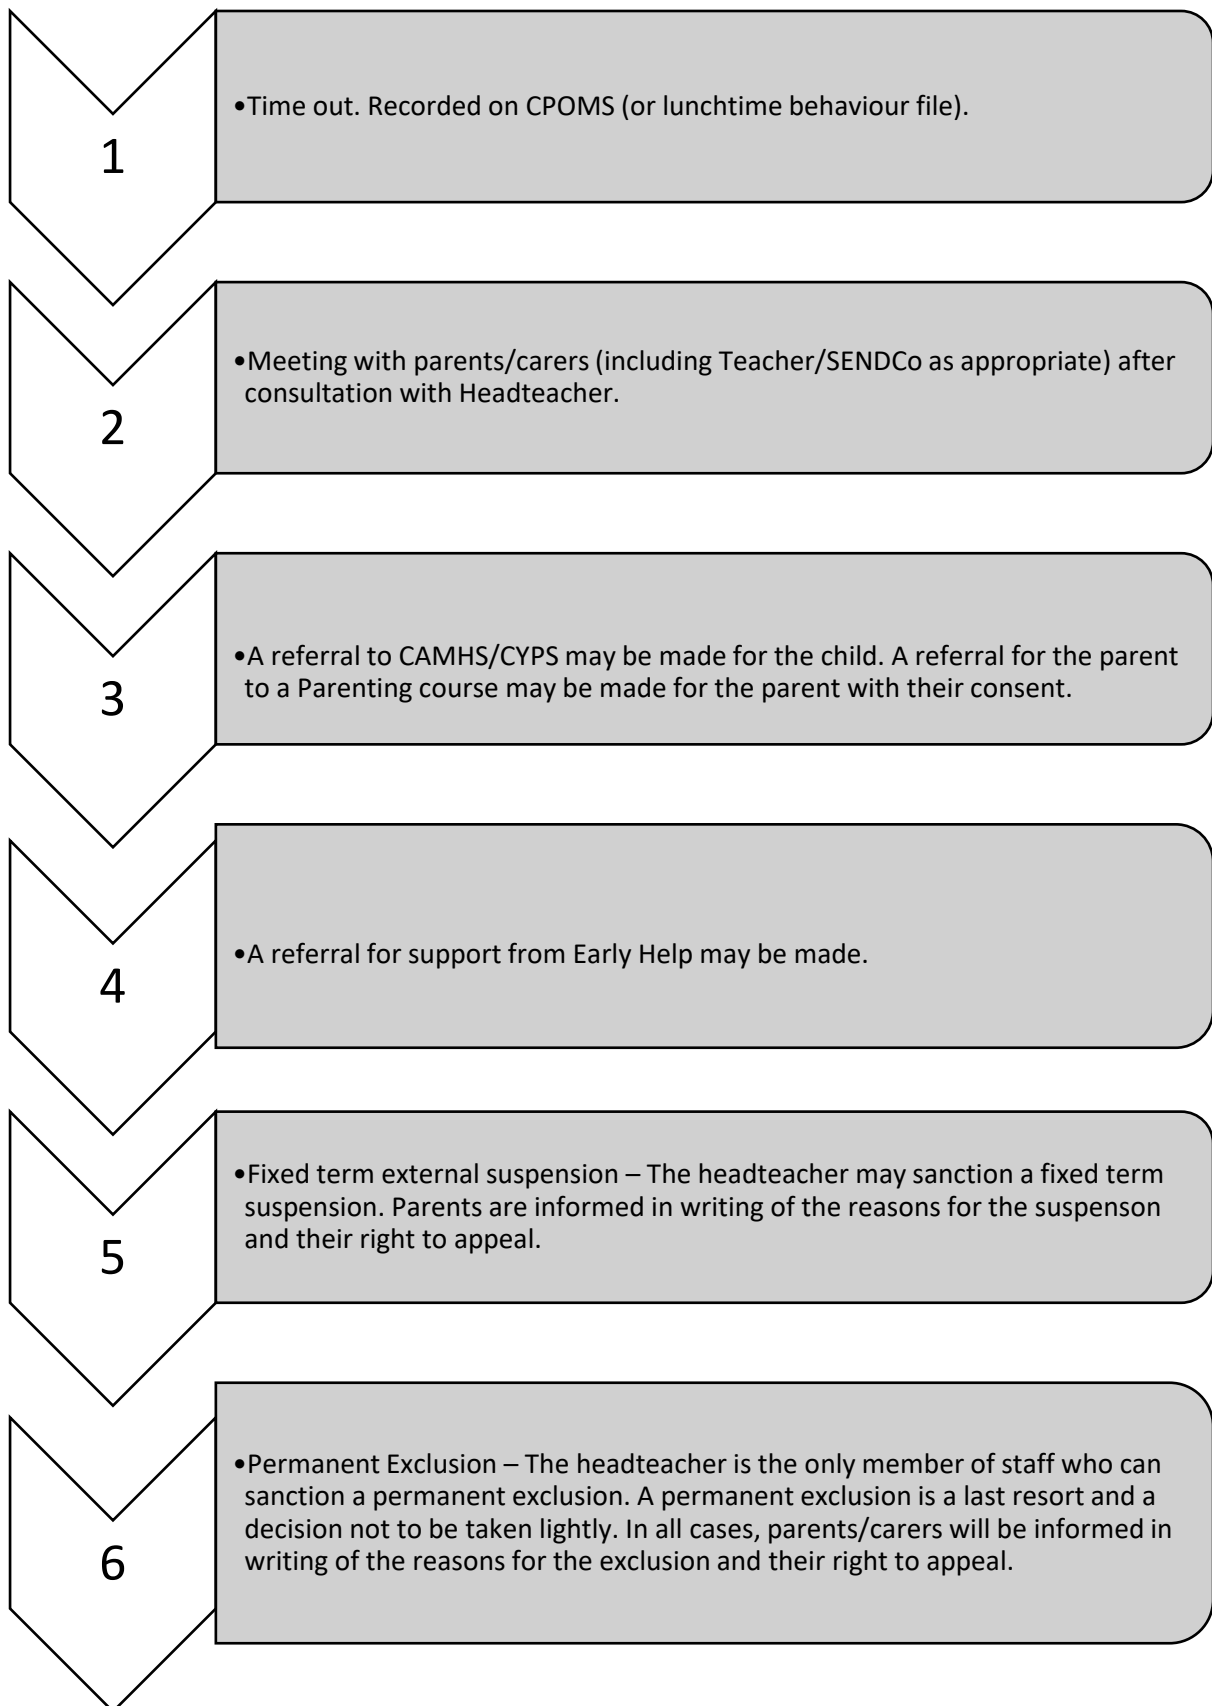 1
•Time out. Recorded on CPOMS (or lunchtime behaviour file).
2
•Meeting with parents/carers (including Teacher/SENDCo as appropriate) after
consultation with Headteacher.
3
•A referral to CAMHS/CYPS may be made for the child. A referral for the parent
to a Parenting course may be made for the parent with their consent.
4
•A referral for support from Early Help may be made.
5
•Fixed term external suspension – The headteacher may sanction a fixed term
suspension. Parents are informed in writing of the reasons for the suspenson
and their right to appeal.
6
•Permanent Exclusion – The headteacher is the only member of staff who can
sanction a permanent exclusion. A permanent exclusion is a last resort and a
decision not to be taken lightly. In all cases, parents/carers will be informed in
writing of the reasons for the exclusion and their right to appeal.